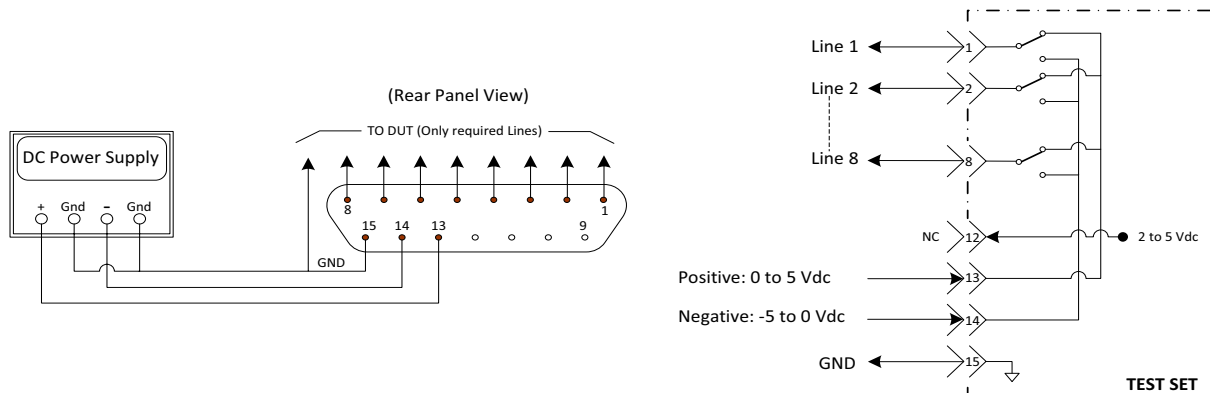 (Rear Panel View)
TO DUT (Only required Lines)
DC Power Supply
+ Gnd − Gnd
8 1
15 14 13 9
GND
Line 1 1
Line 2 2
Line 8 8
NC 12 2 to 5 Vdc
Positive: 0 to 5 Vdc 13
Negative: -5 to 0 Vdc 14
GND 15
TEST SET